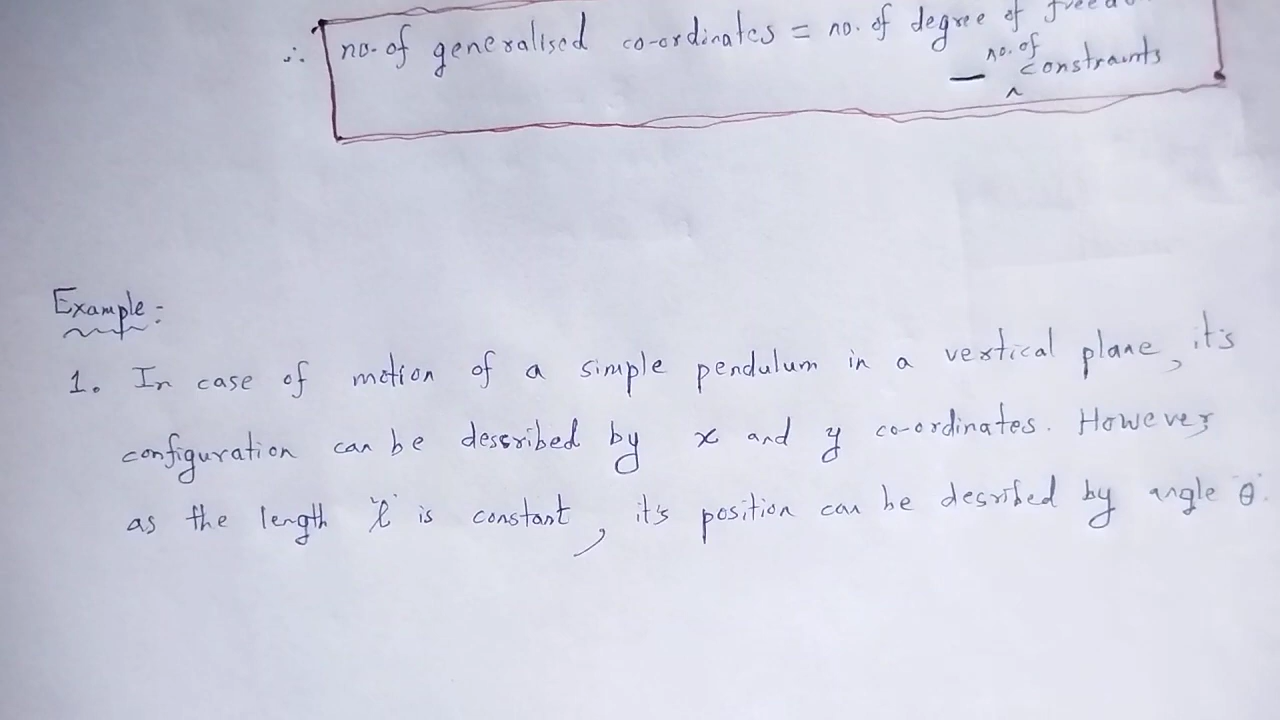 ∴ no. of generalised co-ordinates = no. of degree of
no. of
– constraints
Example:-
1. In case of motion of a simple pendulum in a vertical plane, it's
configuration can be described by x and y co-ordinates. However
as the length 'l' is constant, it's position can be desribed by angle 'θ'.